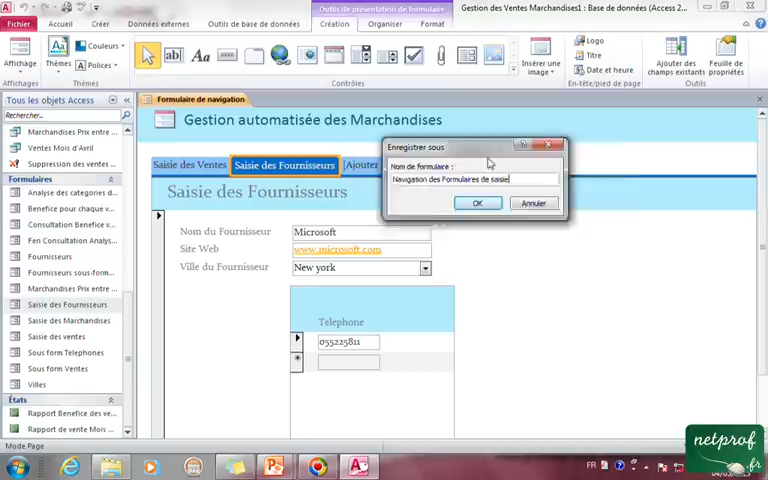 Outils de présentation de formulaire
Gestion des Ventes Marchandises1 : Base de données (Access 2...
Fichier
Accueil
Créer
Données externes
Outils de base de données
Création
Organiser
Format
Affichage
Thèmes
Couleurs
Polices
Aa
ab|
Insérer une image
Logo
Titre
Date et heure
Ajouter des champs existants
Feuille de propriétés
Affichages
Thèmes
Contrôles
En-tête/pied de page
Outils
Tous les objets Access
Formulaire de navigation
Rechercher...
Marchandises Prix entre ...
Ventes Mois d'Avril
Suppression des ventes ...
Formulaires
Analyse des categories d...
Benefice pour chaque v...
Consultation Benefice v...
Fen Consultation Analys...
Fournisseurs
Fournisseurs sous-form...
Marchandises Prix entre...
Saisie des Fournisseurs
Saisie des Marchandises
Saisie des ventes
Sous form Telephones
Sous form Ventes
Villes
États
Rapport Benefice des ve...
Rapport de vente Mois ...
Gestion automatisée des Marchandises
Saisie des Ventes
Saisie des Fournisseurs
[Ajouter
Saisie des Fournisseurs
Nom du Fournisseur
Microsoft
Site Web
www.microsoft.com
Ville du Fournisseur
New york
Telephone
055225811
Enregistrer sous
Nom de formulaire :
Navigation des Formulaires de saisie
OK
Annuler
Mode Page
FR
netprof
.fr